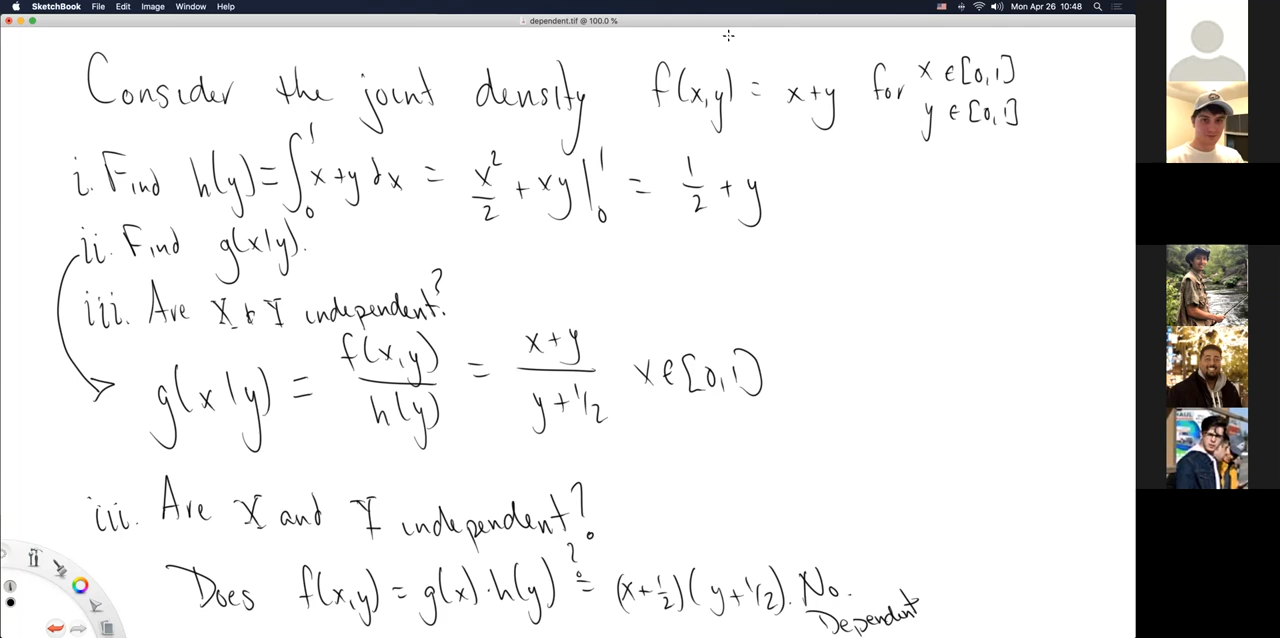 SketchBook File Edit Image Window Help Mon Apr 26 10:48
dependent.tif @ 100.0 %
Consider the joint density f(x,y) = x+y for x ∈ [0,1]
y ∈ [0,1]
i. Find h(y) = ∫₀¹ x+y dx = x²/2 + xy |₀¹ = 1/2 + y
ii. Find g(x|y).
iii. Are X & Y independent?
g(x|y) = f(x,y)/h(y) = x+y/y+1/2 x ∈ [0,1]
iii. Are X and Y independent?
Does f(x,y) = g(x)·h(y) ?= (x+1/2)(y+1/2). No.
Dependent